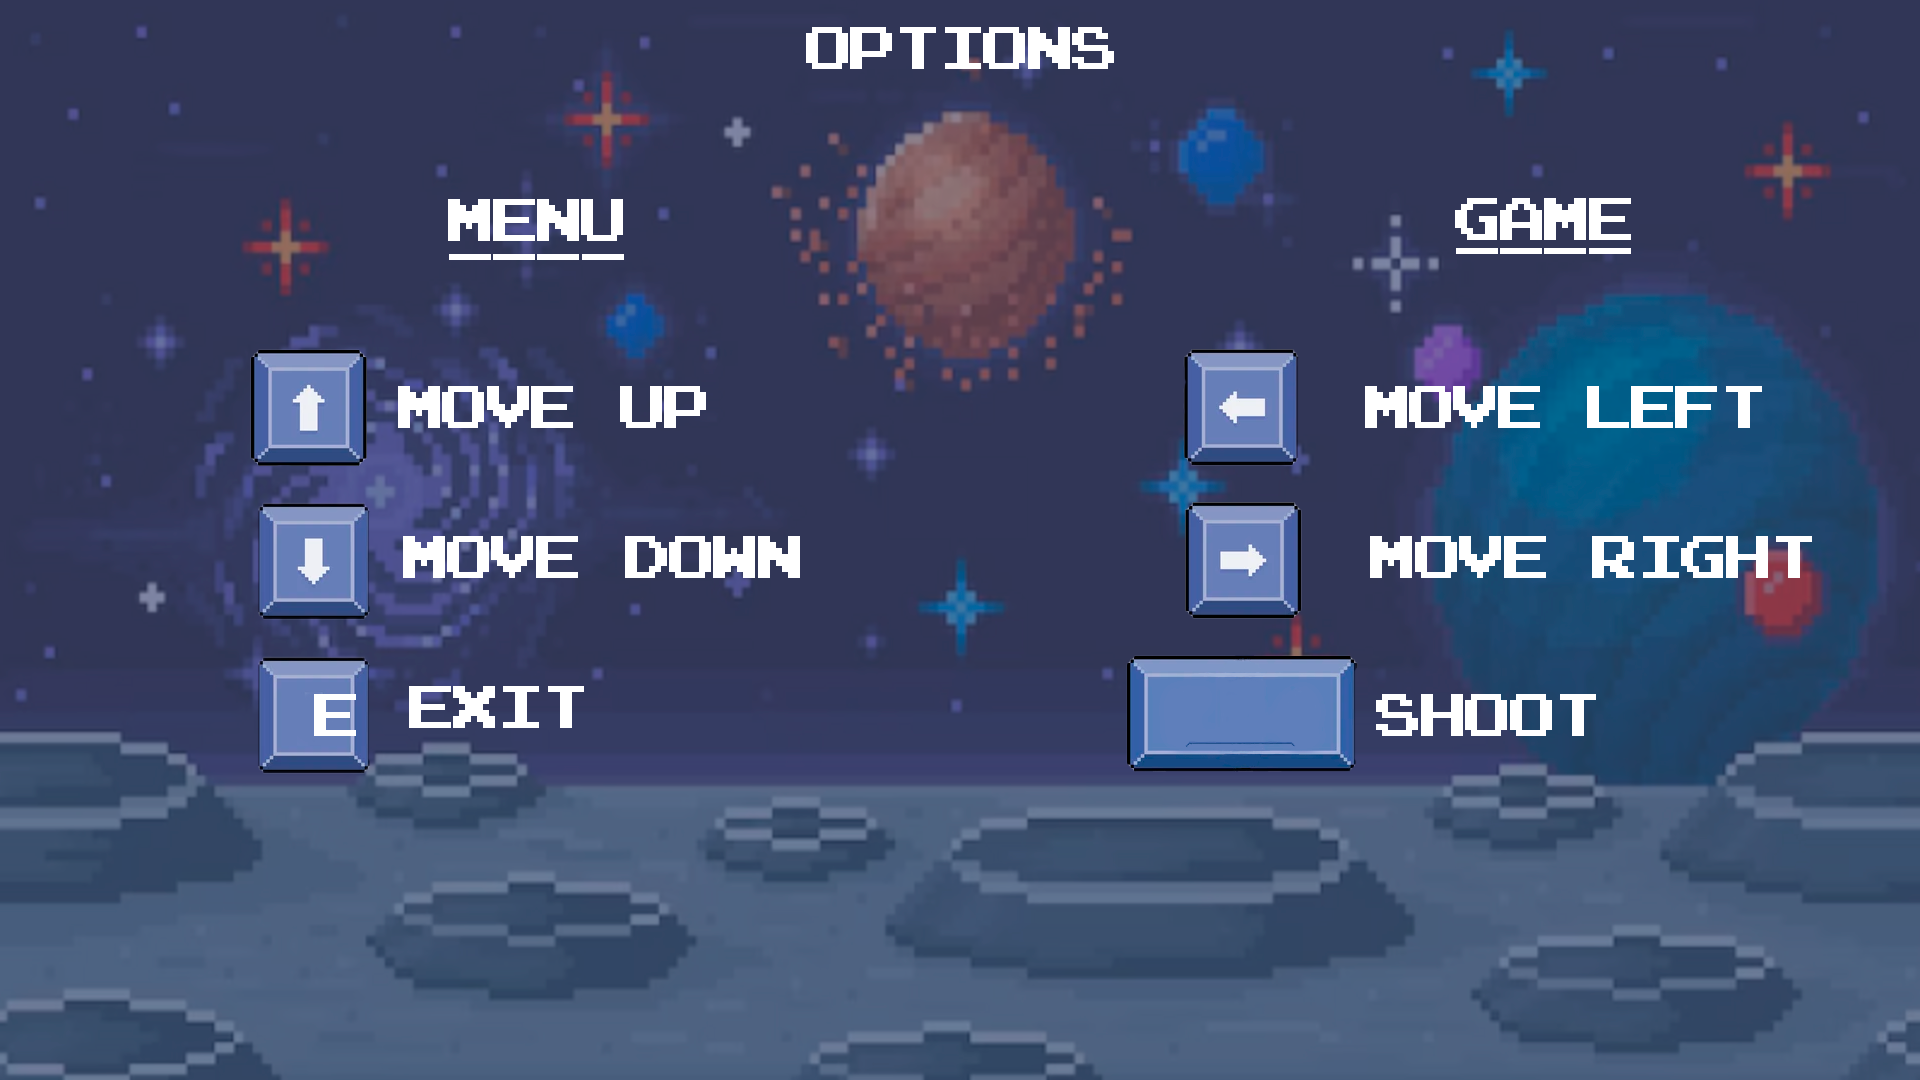 OPTIONS
MENU
GAME
MOVE UP
MOVE LEFT
MOVE DOWN
MOVE RIGHT
E EXIT
SHOOT